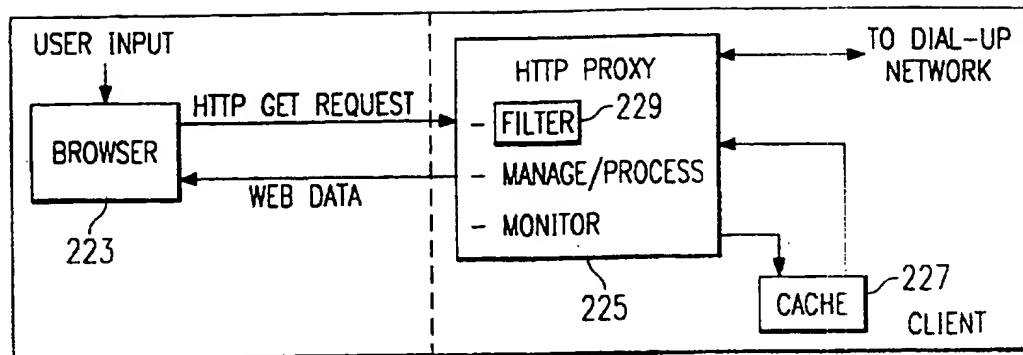 USER INPUT
BROWSER
223
HTTP GET REQUEST
WEB DATA
HTTP PROXY
- FILTER
229
- MANAGE/PROCESS
- MONITOR
225
TO DIAL-UP
NETWORK
CACHE
227
CLIENT